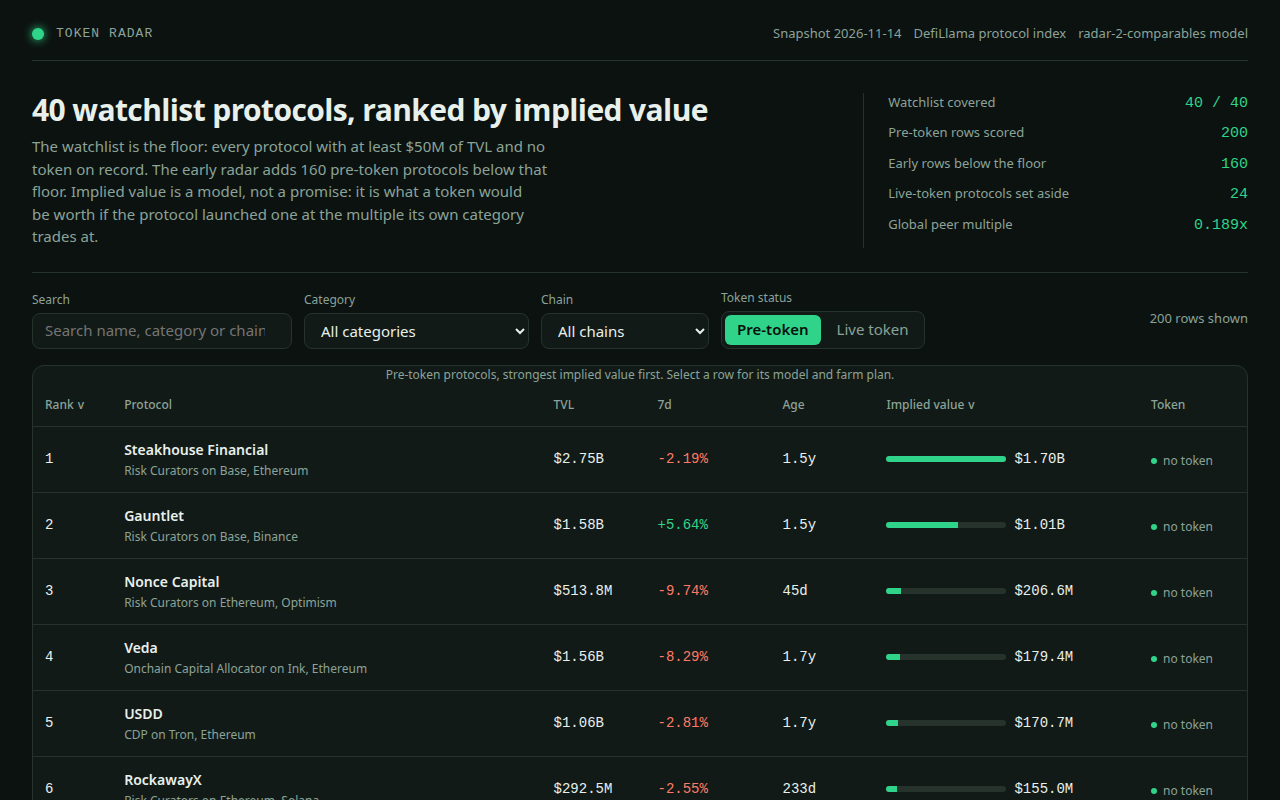 TOKEN RADAR
Snapshot 2026-11-14 DefiLlama protocol index radar-2-comparables model
40 watchlist protocols, ranked by implied value
The watchlist is the floor: every protocol with at least $50M of TVL and no
token on record. The early radar adds 160 pre-token protocols below that
floor. Implied value is a model, not a promise: it is what a token would
be worth if the protocol launched one at the multiple its own category
trades at.
Watchlist covered 40 / 40
Pre-token rows scored 200
Early rows below the floor 160
Live-token protocols set aside 24
Global peer multiple 0.189x
Search Category Chain Token status
Search name, category or chain All categories All chains Pre-token Live token 200 rows shown
Pre-token protocols, strongest implied value first. Select a row for its model and farm plan.
Rank v Protocol TVL 7d Age Implied value v Token
1 Steakhouse Financial $2.75B -2.19% 1.5y $1.70B no token
Risk Curators on Base, Ethereum
2 Gauntlet $1.58B +5.64% 1.5y $1.01B no token
Risk Curators on Base, Binance
3 Nonce Capital $513.8M -9.74% 45d $206.6M no token
Risk Curators on Ethereum, Optimism
4 Veda $1.56B -8.29% 1.7y $179.4M no token
Onchain Capital Allocator on Ink, Ethereum
5 USDD $1.06B -2.81% 1.7y $170.7M no token
CDP on Tron, Ethereum
6 RockawayX $292.5M -2.55% 233d $155.0M no token
Risk Curators on Ethereum, Solana